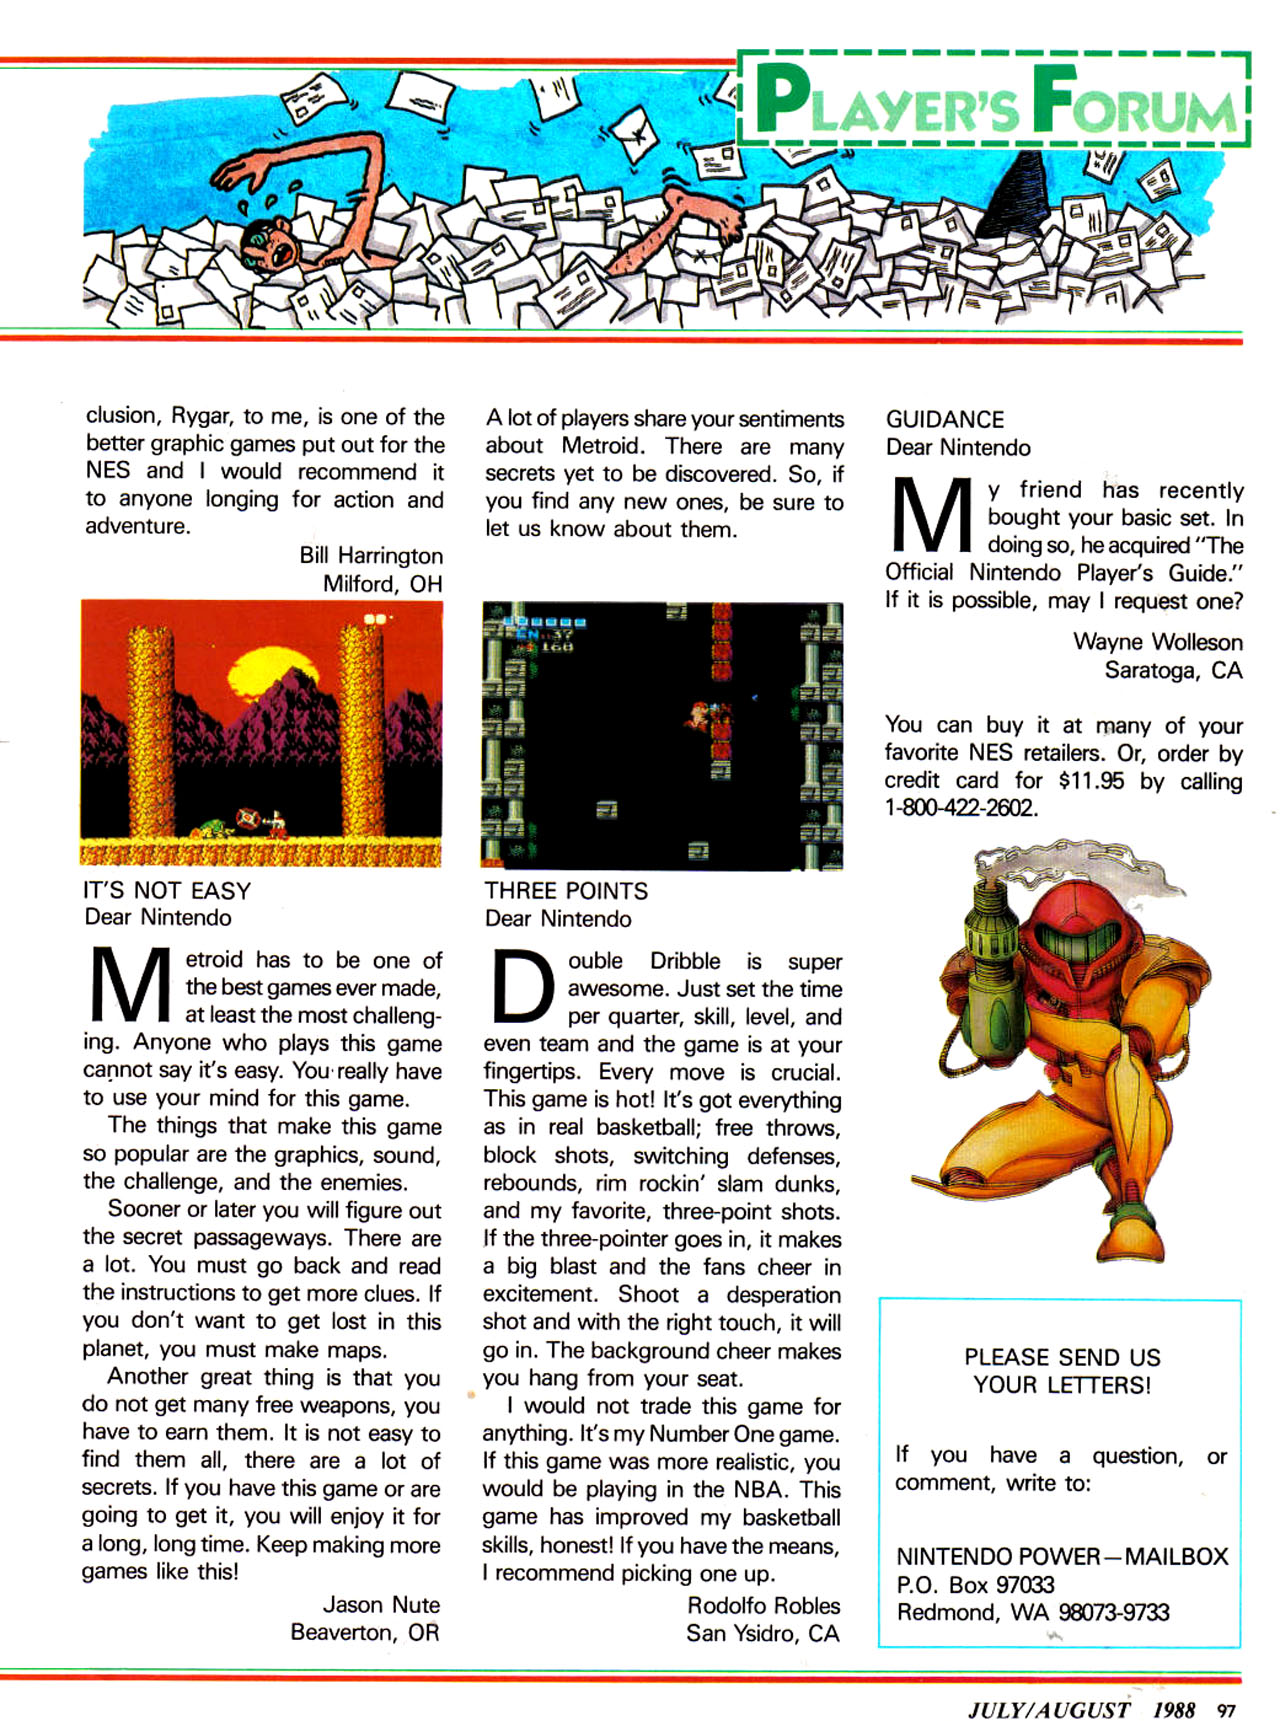 PLAYER'S FORUM
clusion, Rygar, to me, is one of the
better graphic games put out for the
NES and I would recommend it
to anyone longing for action and
adventure.
Bill Harrington
Milford, OH
IT'S NOT EASY
Dear Nintendo
Metroid has to be one of
the best games ever made,
at least the most challeng-
ing. Anyone who plays this game
cannot say it's easy. You really have
to use your mind for this game.
The things that make this game
so popular are the graphics, sound,
the challenge, and the enemies.
Sooner or later you will figure out
the secret passageways. There are
a lot. You must go back and read
the instructions to get more clues. If
you don't want to get lost in this
planet, you must make maps.
Another great thing is that you
do not get many free weapons, you
have to earn them. It is not easy to
find them all, there are a lot of
secrets. If you have this game or are
going to get it, you will enjoy it for
a long, long time. Keep making more
games like this!
Jason Nute
Beaverton, OR
A lot of players share your sentiments
about Metroid. There are many
secrets yet to be discovered. So, if
you find any new ones, be sure to
let us know about them.
EN..37
168
THREE POINTS
Dear Nintendo
Double Dribble is super
awesome. Just set the time
per quarter, skill, level, and
even team and the game is at your
fingertips. Every move is crucial.
This game is hot! It's got everything
as in real basketball; free throws,
block shots, switching defenses,
rebounds, rim rockin' slam dunks,
and my favorite, three-point shots.
If the three-pointer goes in, it makes
a big blast and the fans cheer in
excitement. Shoot a desperation
shot and with the right touch, it will
go in. The background cheer makes
you hang from your seat.
I would not trade this game for
anything. It's my Number One game.
If this game was more realistic, you
would be playing in the NBA. This
game has improved my basketball
skills, honest! If you have the means,
I recommend picking one up.
Rodolfo Robles
San Ysidro, CA
GUIDANCE
Dear Nintendo
My friend has recently
bought your basic set. In
doing so, he acquired "The
Official Nintendo Player's Guide."
If it is possible, may I request one?
Wayne Wolleson
Saratoga, CA
You can buy it at many of your
favorite NES retailers. Or, order by
credit card for $11.95 by calling
1-800-422-2602.
PLEASE SEND US
YOUR LETTERS!
If you have a question, or
comment, write to:
NINTENDO POWER—MAILBOX
P.O. Box 97033
Redmond, WA 98073-9733
JULY/AUGUST 1988 97